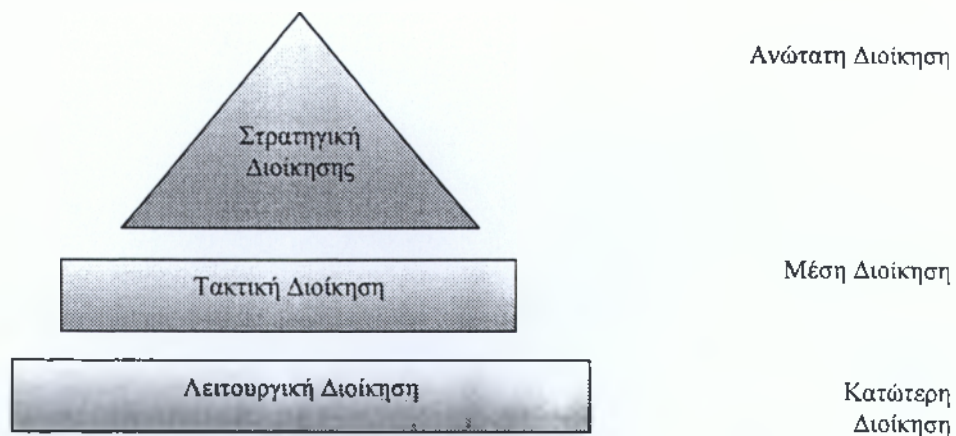 Ανώτατη Διοίκηση
Στρατηγική
Διοίκησης
Μέση Διοίκηση
Τακτική Διοίκηση
Λειτουργική Διοίκηση
Κατώτερη
Διοίκηση